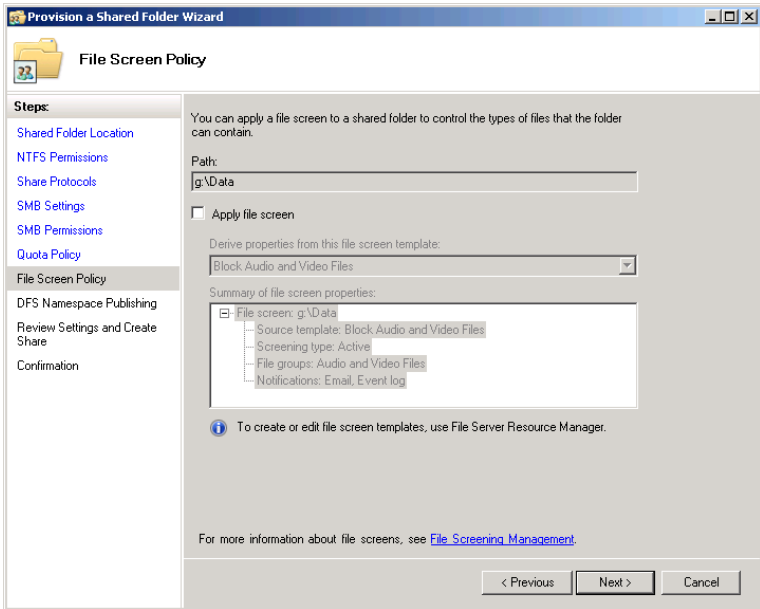 Provision a Shared Folder Wizard
File Screen Policy
Steps:
Shared Folder Location
NTFS Permissions
Share Protocols
SMB Settings
SMB Permissions
Quota Policy
File Screen Policy
DFS Namespace Publishing
Review Settings and Create
Share
Confirmation
You can apply a file screen to a shared folder to control the types of files that the folder
can contain.
Path:
g:\Data
Apply file screen
Derive properties from this file screen template:
Block Audio and Video Files
Summary of file screen properties:
File screen: g:\Data
Source template: Block Audio and Video Files
Screening type: Active
File groups: Audio and Video Files
Notifications: Email, Event log
To create or edit file screen templates, use File Server Resource Manager.
For more information about file screens, see File Screening Management.
< Previous
Next >
Cancel